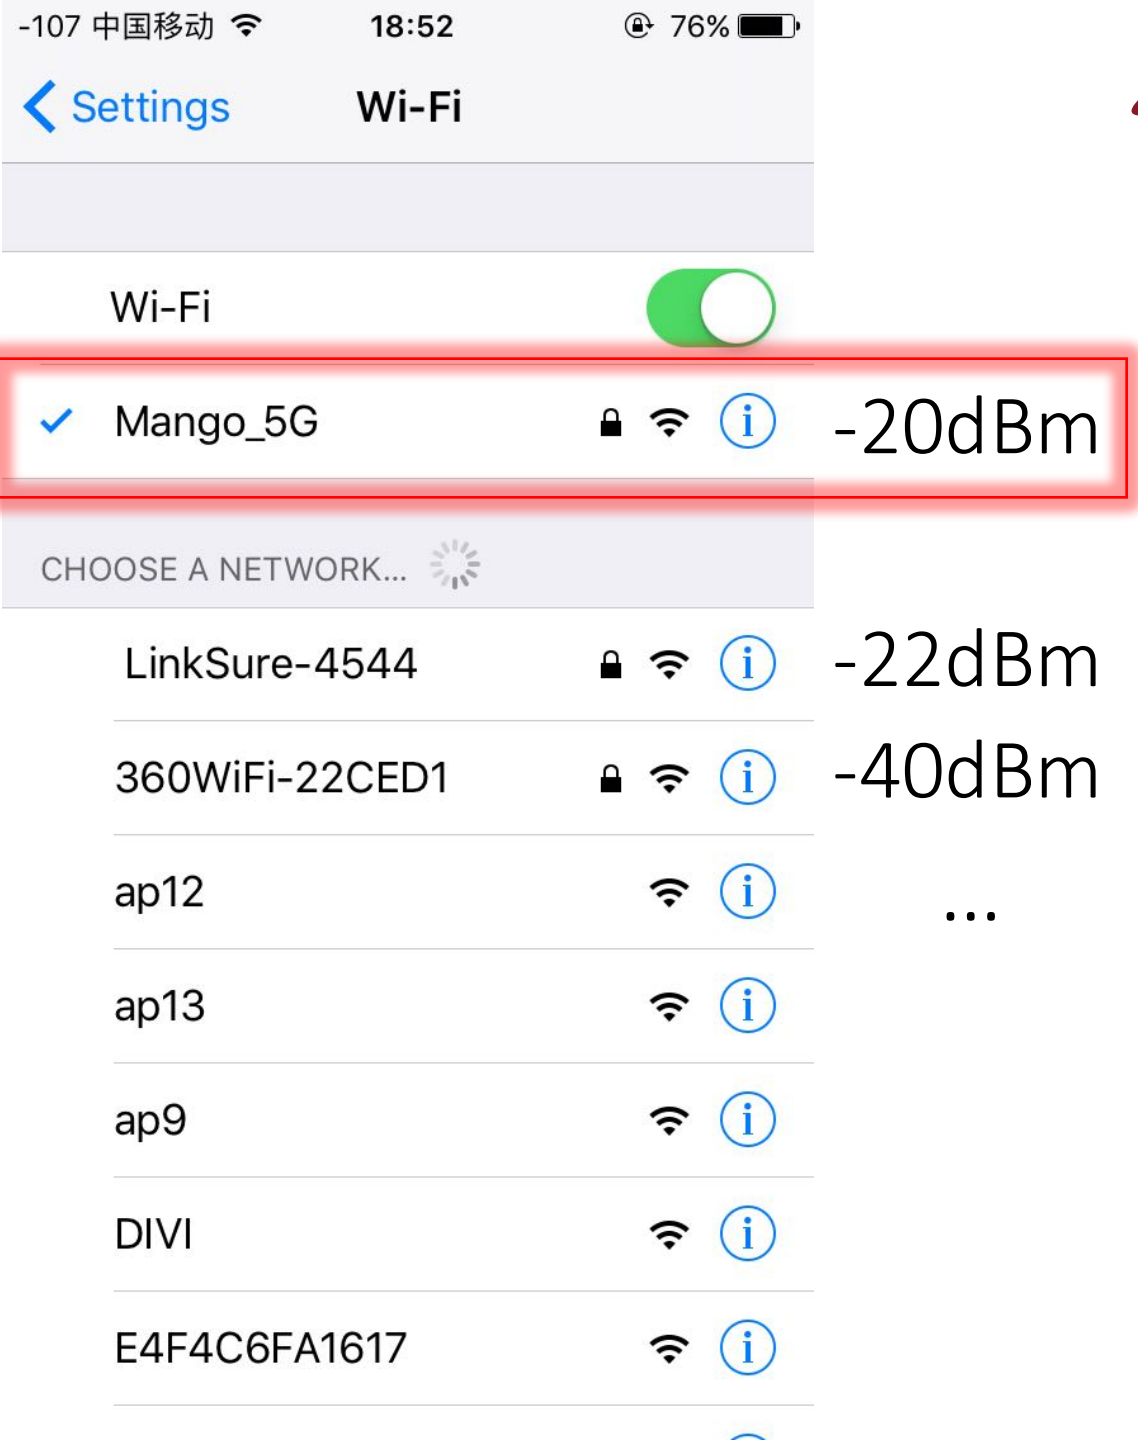 -107 中国移动 18:52 76%
Settings Wi-Fi
Wi-Fi
Mango_5G -20dBm
CHOOSE A NETWORK...
LinkSure-4544 -22dBm
360WiFi-22CED1 -40dBm
ap12 ...
ap13
ap9
DIVI
E4F4C6FA1617